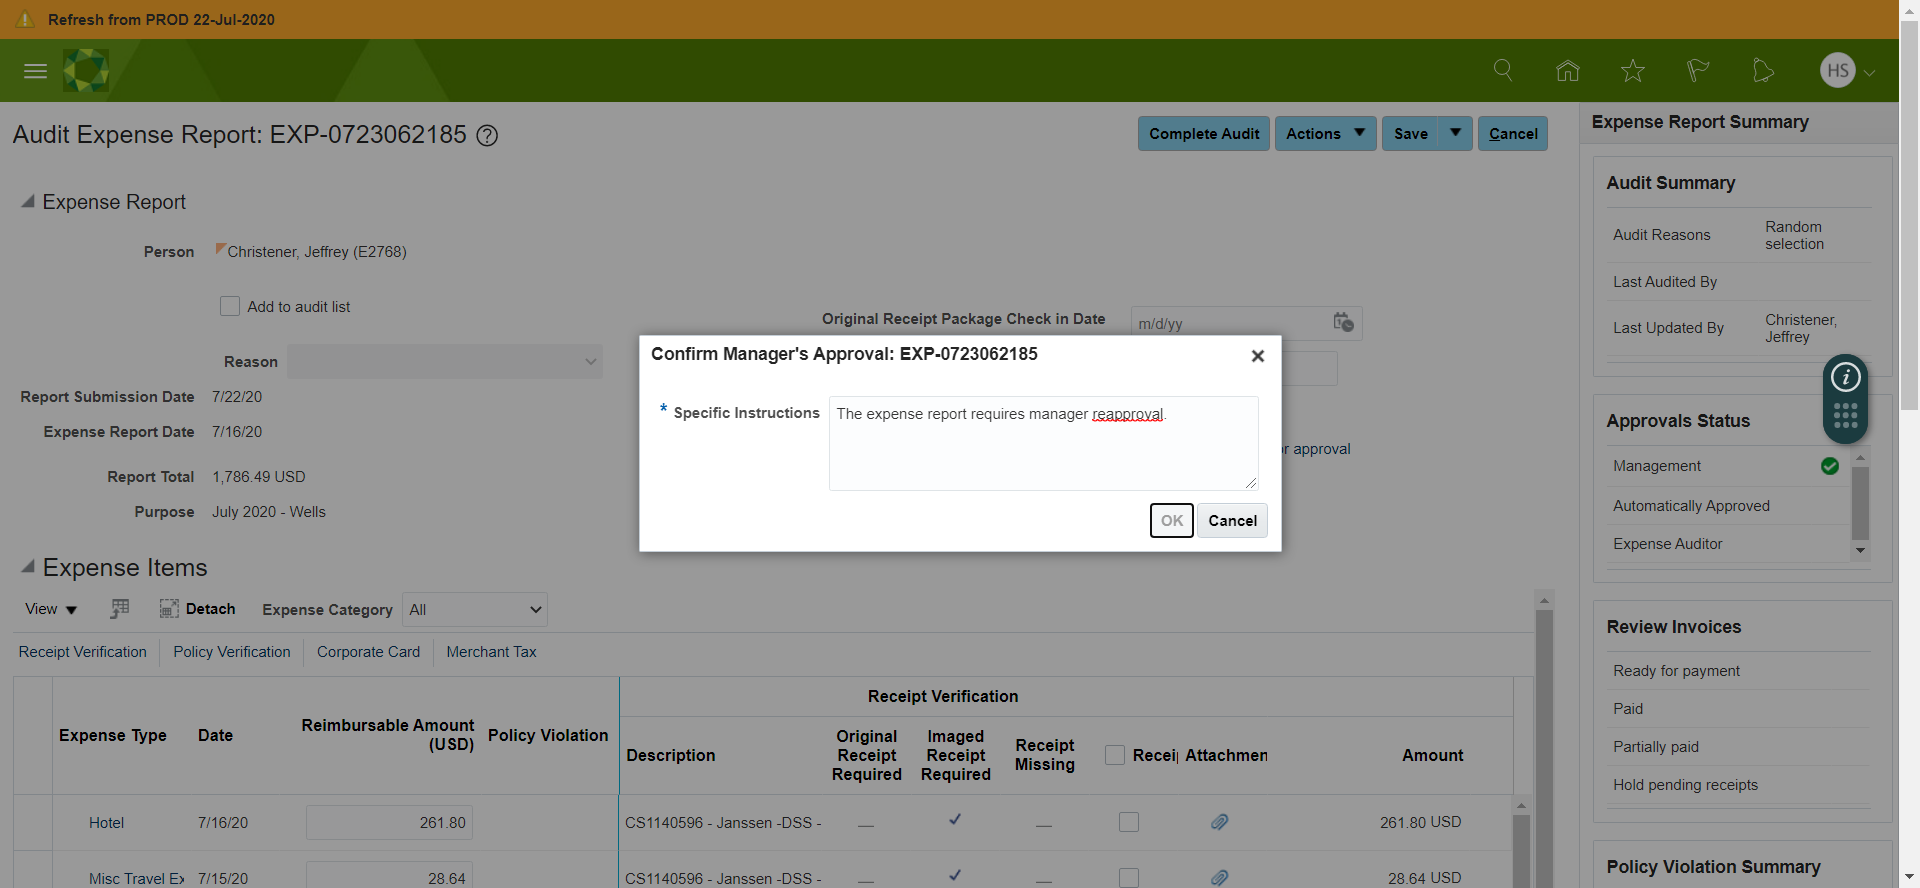 Refresh from PROD 22-Jul-2020
HS
Audit Expense Report: EXP-0723062185 ?
Complete Audit Actions Save Cancel
Expense Report
Person Christener, Jeffrey (E2768)
Add to audit list
Original Receipt Package Check in Date m/d/yy
Reason
Report Submission Date 7/22/20
Expense Report Date 7/16/20
Report Total 1,786.49 USD
Purpose July 2020 - Wells
r approval
Confirm Manager's Approval: EXP-0723062185
* Specific Instructions The expense report requires manager reapproval.
OK Cancel
Expense Items
View Detach Expense Category All
Receipt Verification Policy Verification Corporate Card Merchant Tax
Receipt Verification
Expense Type Date Reimbursable Amount (USD) Policy Violation Description Original Receipt Required Imaged Receipt Required Receipt Missing Recei Attachmen Amount
Hotel 7/16/20 261.80 CS1140596 - Janssen -DSS - 261.80 USD
Misc Travel Ex 7/15/20 28.64 CS1140596 - Janssen -DSS - 28.64 USD
Expense Report Summary
Audit Summary
Audit Reasons Random selection
Last Audited By
Last Updated By Christener, Jeffrey
i
Approvals Status
Management
Automatically Approved
Expense Auditor
Review Invoices
Ready for payment
Paid
Partially paid
Hold pending receipts
Policy Violation Summary